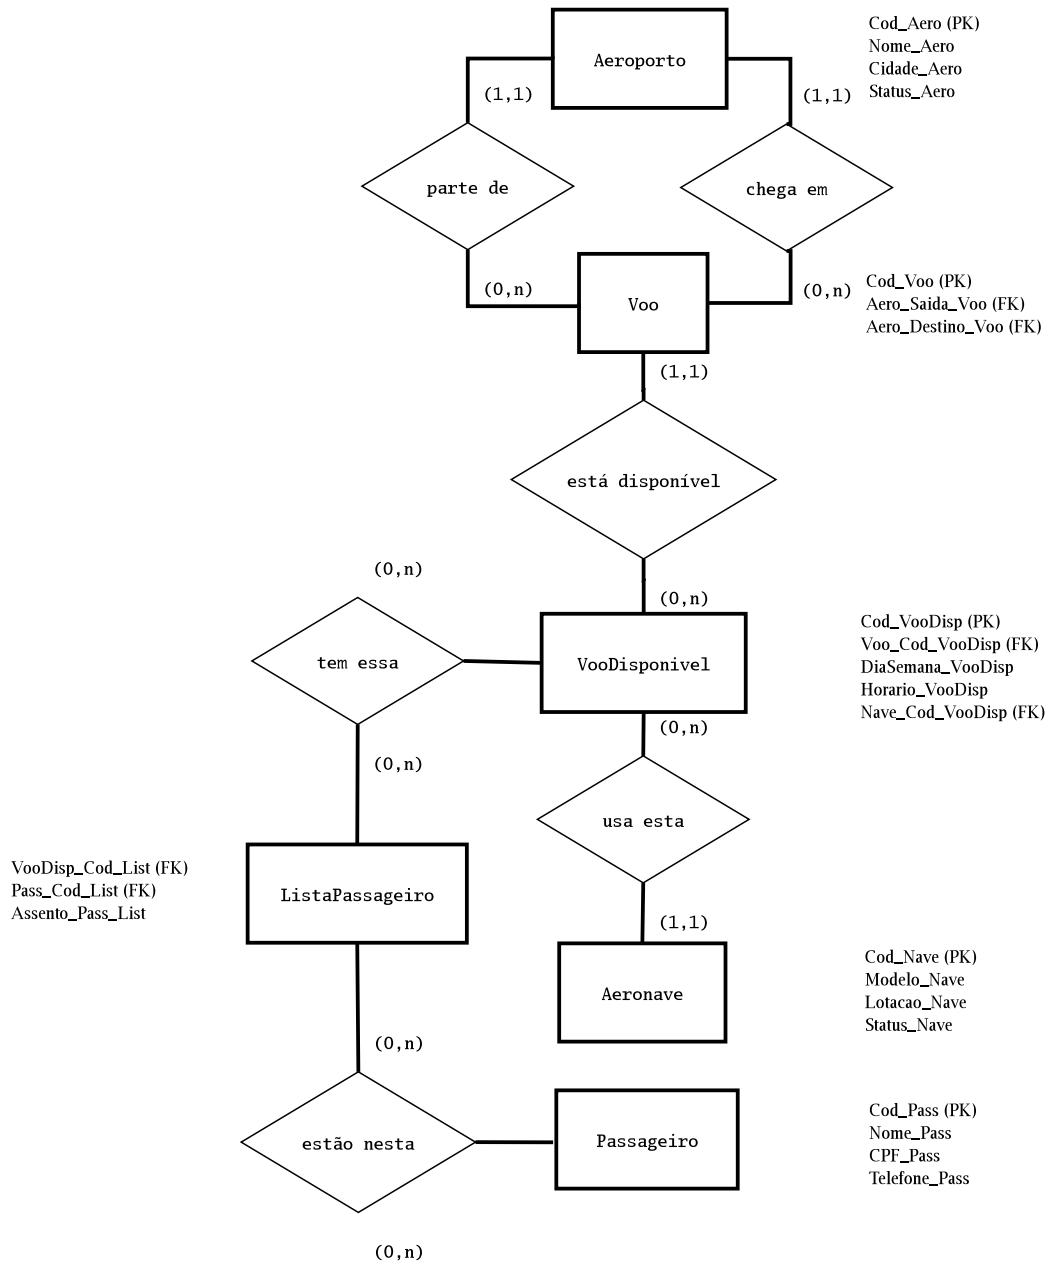 Aeroporto
Cod_Aero (PK)
Nome_Aero
Cidade_Aero
Status_Aero
(1,1)
(1,1)
parte de
chega em
(0,n)
(0,n)
Voo
Cod_Voo (PK)
Aero_Saida_Voo (FK)
Aero_Destino_Voo (FK)
(1,1)
está disponível
(0,n)
(0,n)
tem essa
VooDisponivel
Cod_VooDisp (PK)
Voo_Cod_VooDisp (FK)
DiaSemana_VooDisp
Horario_VooDisp
Nave_Cod_VooDisp (FK)
(0,n)
(0,n)
usa esta
VooDisp_Cod_List (FK)
Pass_Cod_List (FK)
Assento_Pass_List
ListaPassageiro
(1,1)
Aeronave
Cod_Nave (PK)
Modelo_Nave
Lotacao_Nave
Status_Nave
(0,n)
estão nesta
Passageiro
Cod_Pass (PK)
Nome_Pass
CPF_Pass
Telefone_Pass
(0,n)